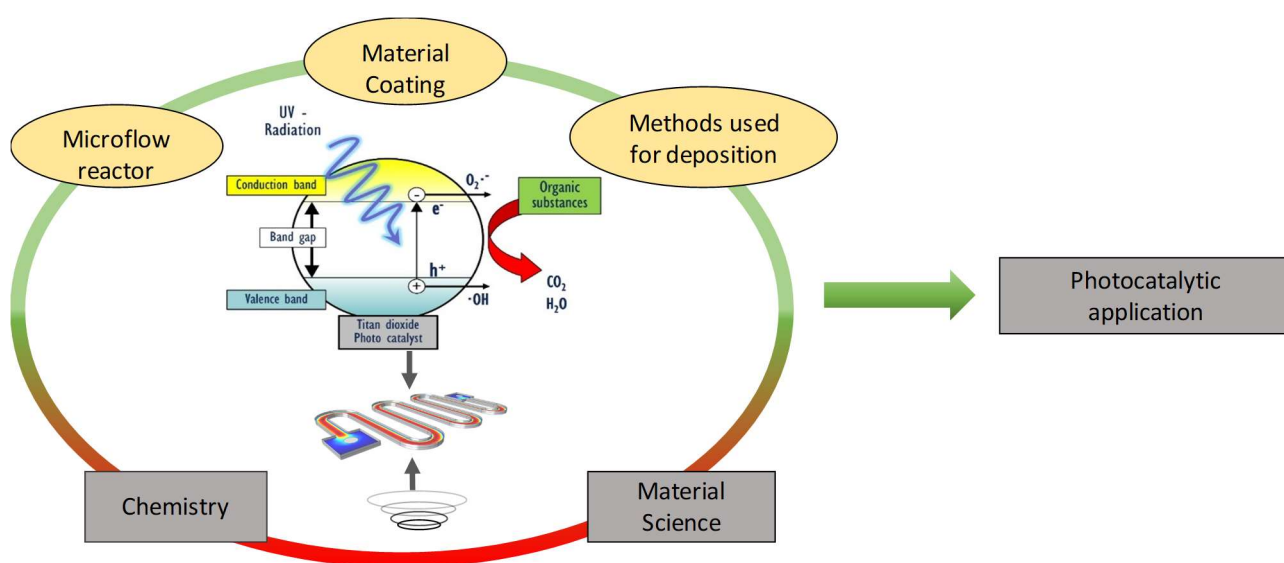 Material
Coating
Microflow
reactor
Methods used
for deposition
UV -
Radiation
Conduction band
O₂·⁻
e⁻
Organic
substances
Band gap
h⁺
Valence band
·OH
CO₂
H₂O
Titan dioxide
Photo catalyst
Photocatalytic
application
Chemistry
Material
Science